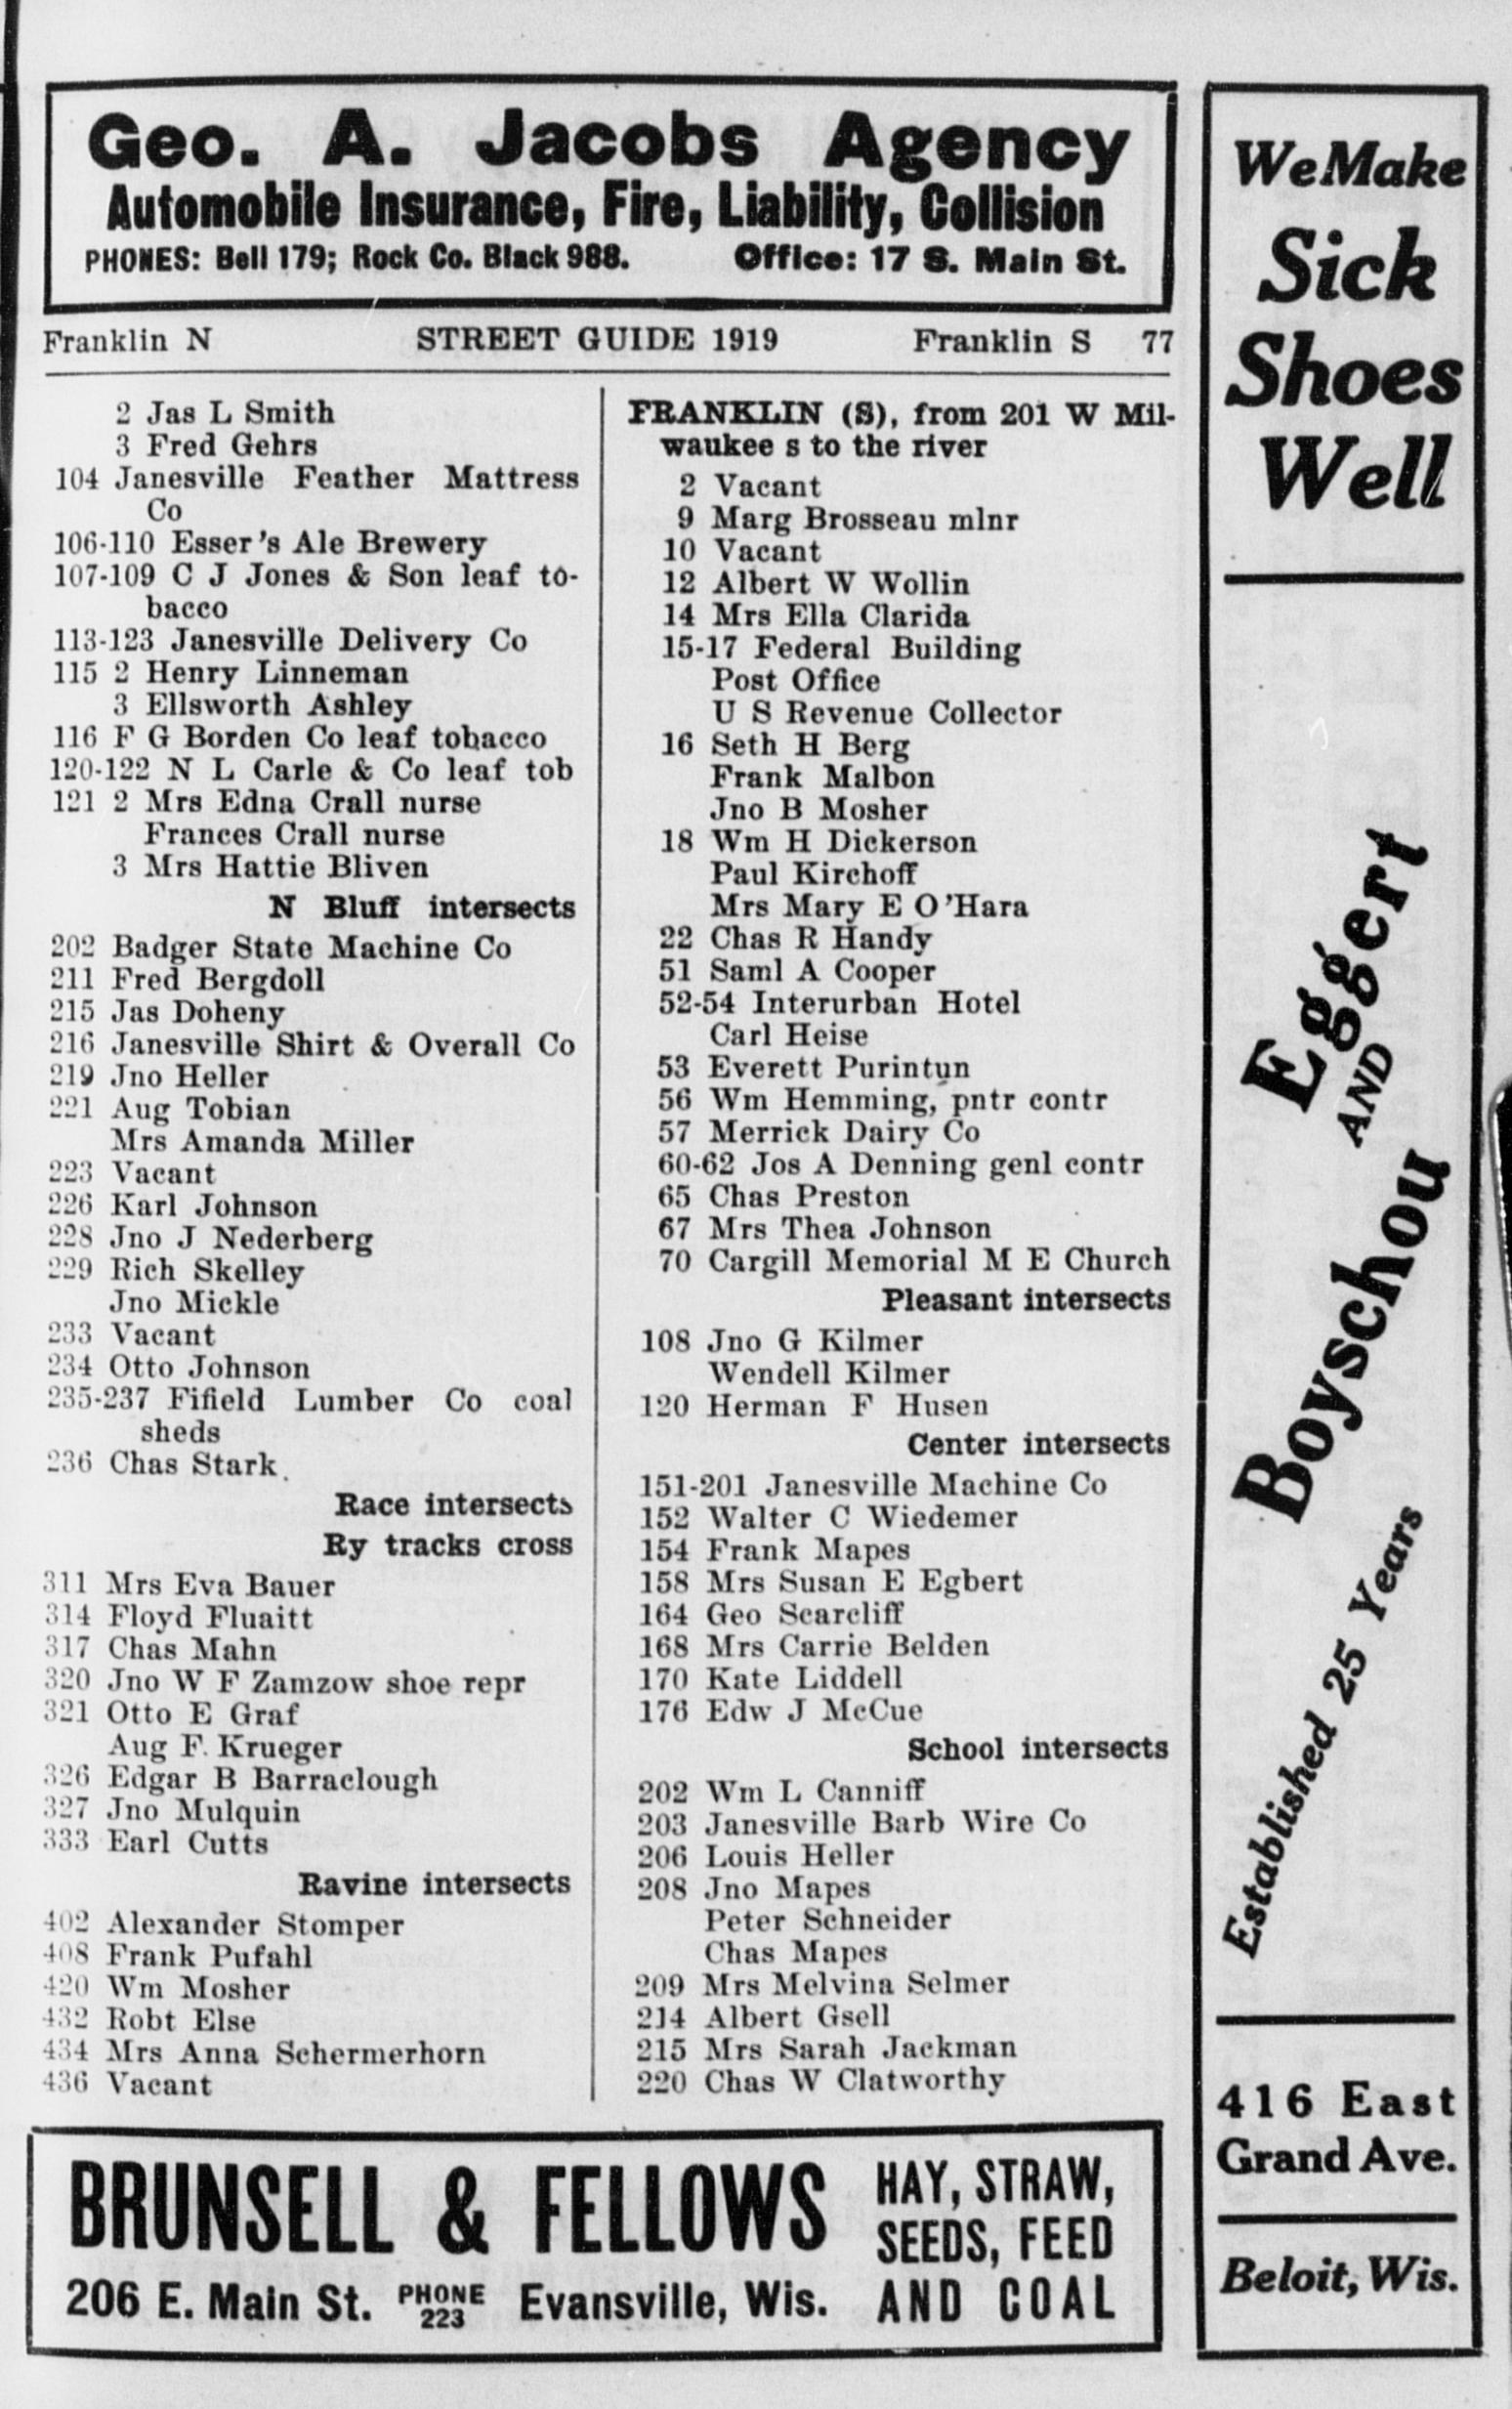 Geo. A. Jacobs Agency
Automobile Insurance, Fire, Liability, Collision
PHONES: Bell 179; Rock Co. Black 988. Office: 17 S. Main St.
Franklin N STREET GUIDE 1919 Franklin S 77
2 Jas L Smith
3 Fred Gehrs
104 Janesville Feather Mattress
Co
106-110 Esser's Ale Brewery
107-109 C J Jones & Son leaf to-
bacco
113-123 Janesville Delivery Co
115 2 Henry Linneman
3 Ellsworth Ashley
116 F G Borden Co leaf tobacco
120-122 N L Carle & Co leaf tob
121 2 Mrs Edna Crall nurse
Frances Crall nurse
3 Mrs Hattie Bliven
N Bluff intersects
202 Badger State Machine Co
211 Fred Bergdoll
215 Jas Doheny
216 Janesville Shirt & Overall Co
219 Jno Heller
221 Aug Tobian
Mrs Amanda Miller
223 Vacant
226 Karl Johnson
228 Jno J Nederberg
229 Rich Skelley
Jno Mickle
233 Vacant
234 Otto Johnson
235-237 Fifield Lumber Co coal
sheds
236 Chas Stark
Race intersects
Ry tracks cross
311 Mrs Eva Bauer
314 Floyd Fluaitt
317 Chas Mahn
320 Jno W F Zamzow shoe repr
321 Otto E Graf
Aug F. Krueger
326 Edgar B Barraclough
327 Jno Mulquin
333 Earl Cutts
Ravine intersects
402 Alexander Stomper
408 Frank Pufahl
420 Wm Mosher
432 Robt Else
434 Mrs Anna Schermerhorn
436 Vacant
FRANKLIN (S), from 201 W Mil-
waukee s to the river
2 Vacant
9 Marg Brosseau mlnr
10 Vacant
12 Albert W Wollin
14 Mrs Ella Clarida
15-17 Federal Building
Post Office
U S Revenue Collector
16 Seth H Berg
Frank Malbon
Jno B Mosher
18 Wm H Dickerson
Paul Kirchoff
Mrs Mary E O'Hara
22 Chas R Handy
51 Saml A Cooper
52-54 Interurban Hotel
Carl Heise
53 Everett Purintun
56 Wm Hemming, pntr contr
57 Merrick Dairy Co
60-62 Jos A Denning genl contr
65 Chas Preston
67 Mrs Thea Johnson
70 Cargill Memorial M E Church
Pleasant intersects
108 Jno G Kilmer
Wendell Kilmer
120 Herman F Husen
Center intersects
151-201 Janesville Machine Co
152 Walter C Wiedemer
154 Frank Mapes
158 Mrs Susan E Egbert
164 Geo Scarcliff
168 Mrs Carrie Belden
170 Kate Liddell
176 Edw J McCue
School intersects
202 Wm L Canniff
203 Janesville Barb Wire Co
206 Louis Heller
208 Jno Mapes
Peter Schneider
Chas Mapes
209 Mrs Melvina Selmer
214 Albert Gsell
215 Mrs Sarah Jackman
220 Chas W Clatworthy
BRUNSELL & FELLOWS
206 E. Main St. PHONE 223 Evansville, Wis.
HAY, STRAW,
SEEDS, FEED
AND COAL
We Make
Sick
Shoes
Well
Eggert
AND
Boyschou
Established 25 Years
416 East
Grand Ave.
Beloit, Wis.